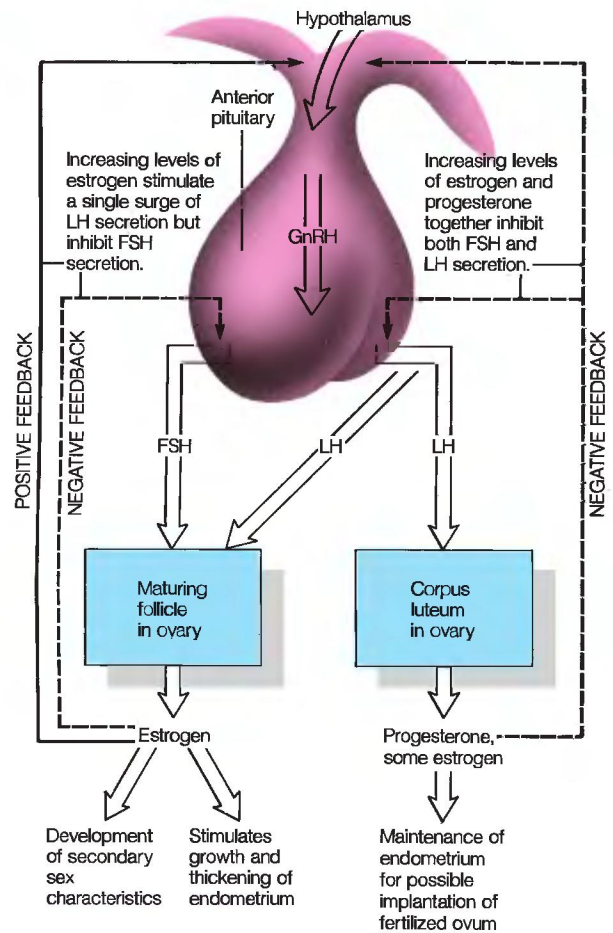 Hypothalamus
Anterior
pituitary
Increasing levels of
estrogen stimulate
a single surge of
LH secretion but
inhibit FSH
secretion.
Increasing levels
of estrogen and
progesterone
together inhibit
both FSH and
LH secretion.
GnRH
POSITIVE FEEDBACK
NEGATIVE FEEDBACK
NEGATIVE FEEDBACK
FSH
LH
LH
Maturing
follicle
in ovary
Corpus
luteum
in ovary
Estrogen
Progesterone,
some estrogen
Development
of secondary
sex
characteristics
Stimulates
growth and
thickening of
endometrium
Maintenance of
endometrium
for possible
implantation of
fertilized ovum